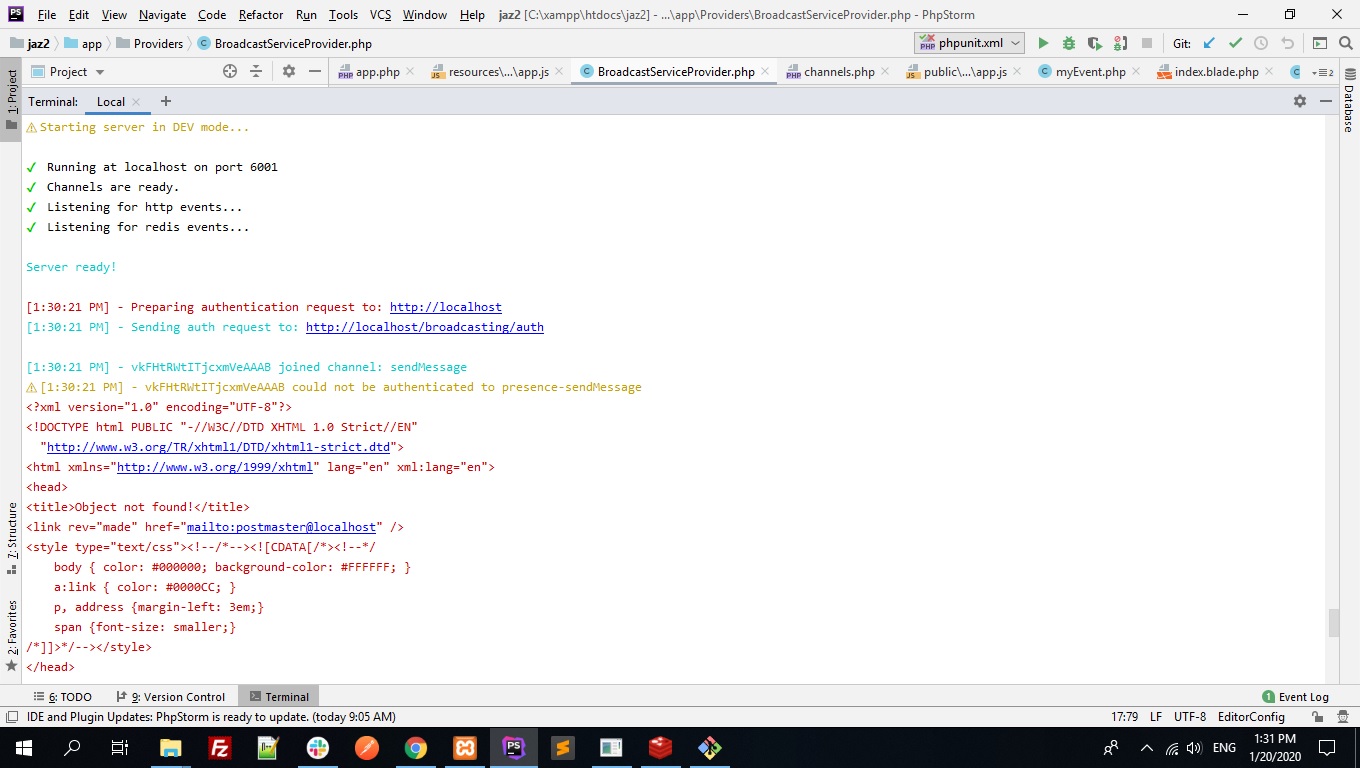 PS File Edit View Navigate Code Refactor Run Tools VCS Window Help jaz2 [C:\xampp\htdocs\jaz2] - ...\app\Providers\BroadcastServiceProvider.php - PhpStorm
jaz2 app Providers C BroadcastServiceProvider.php PHP phpunit.xml Git:
1: Project
Project PHP app.php JS resources\...\app.js C BroadcastServiceProvider.php PHP channels.php JS public\...\app.js C myEvent.php index.blade.php C 2
Database
Terminal: Local +
Starting server in DEV mode...
✓ Running at localhost on port 6001
✓ Channels are ready.
✓ Listening for http events...
✓ Listening for redis events...
Server ready!
[1:30:21 PM] - Preparing authentication request to: http://localhost
[1:30:21 PM] - Sending auth request to: http://localhost/broadcasting/auth
[1:30:21 PM] - vkFHtRWtITjcxmVeAAAB joined channel: sendMessage
[1:30:21 PM] - vkFHtRWtITjcxmVeAAAB could not be authenticated to presence-sendMessage
<?xml version="1.0" encoding="UTF-8"?>
<!DOCTYPE html PUBLIC "-//W3C//DTD XHTML 1.0 Strict//EN"
"http://www.w3.org/TR/xhtml1/DTD/xhtml1-strict.dtd">
<html xmlns="http://www.w3.org/1999/xhtml" lang="en" xml:lang="en">
<head>
<title>Object not found!</title>
<link rev="made" href="mailto:postmaster@localhost" />
<style type="text/css"><!--/*--><![CDATA[/*><!--*/
body { color: #000000; background-color: #FFFFFF; }
a:link { color: #0000CC; }
p, address {margin-left: 3em;}
span {font-size: smaller;}
/*]]>*/--></style>
</head>
7: Structure
2: Favorites
6: TODO 9: Version Control Terminal 1 Event Log
IDE and Plugin Updates: PhpStorm is ready to update. (today 9:05 AM) 17:79 LF UTF-8 EditorConfig
Fz PS ENG 1:31 PM
1/20/2020